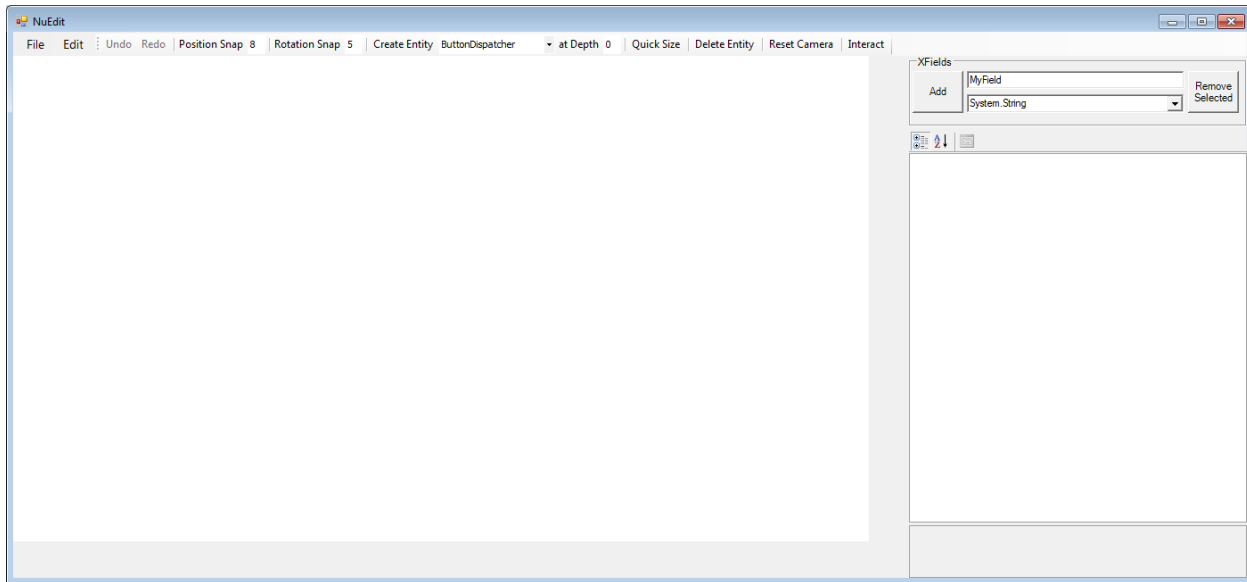 NuEdit
File Edit Undo Redo Position Snap 8 Rotation Snap 5 Create Entity ButtonDispatcher at Depth 0 Quick Size Delete Entity Reset Camera Interact
XFields
Add
MyField
System.String
Remove
Selected
A
Z